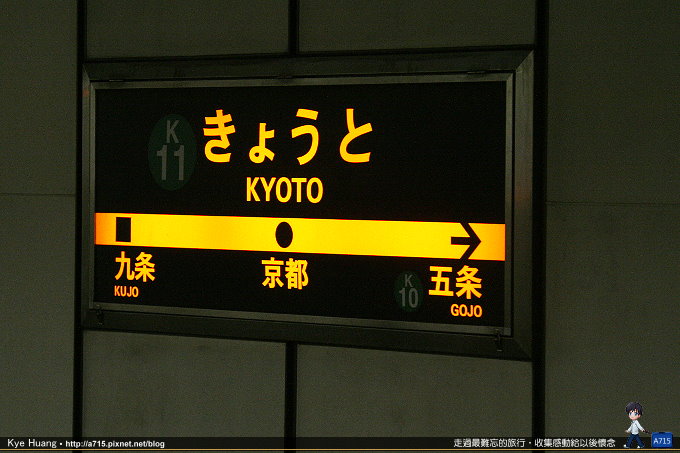 K
11
きょうと
KYOTO
九条
KUJO
京都
K
10
五条
GOJO
Kye Huang • http://a715.pixnet.net/blog
走過最難忘的旅行，收集感動給以後懷念
A715